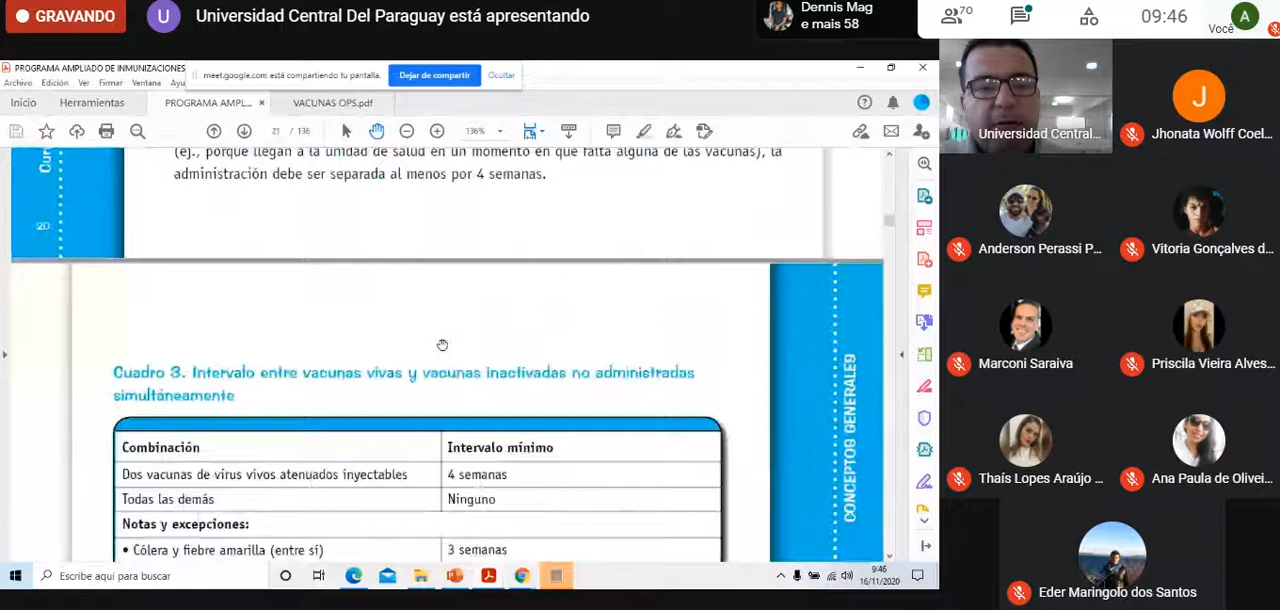 GRAVANDO
U
Universidad Central Del Paraguay está apresentando
Dennis Mag
e mais 58
70
09:46
Você
A
PROGRAMA AMPLIADO DE INMUNIZACIONES
meet.google.com está compartiendo tu pantalla.
Dejar de compartir
Ocultar
Archivo Edición Ver Firmar Ventana Ayu
Inicio
Herramientas
PROGRAMA AMPL...
VACUNAS OPS.pdf
21 / 136
136%
(ej., porque llegan a la unidad de salud en un momento en que falta alguna de las vacunas), la
administración debe ser separada al menos por 4 semanas.
Cur
20
Cuadro 3. Intervalo entre vacunas vivas y vacunas inactivadas no administradas
simultáneamente
Combinación Intervalo mínimo
Dos vacunas de virus vivos atenuados inyectables 4 semanas
Todas las demás Ninguno
Notas y excepciones:
• Cólera y fiebre amarilla (entre sí) 3 semanas
CONCEPTOS GENERALES
Escribe aquí para buscar
9:46
16/11/2020
Universidad Central...
J
Jhonata Wolff Coel...
Anderson Perassi P...
Vitoria Gonçalves d...
Marconi Saraiva
Priscila Vieira Alves...
Thaís Lopes Araújo ...
Ana Paula de Olivei...
Eder Maringolo dos Santos